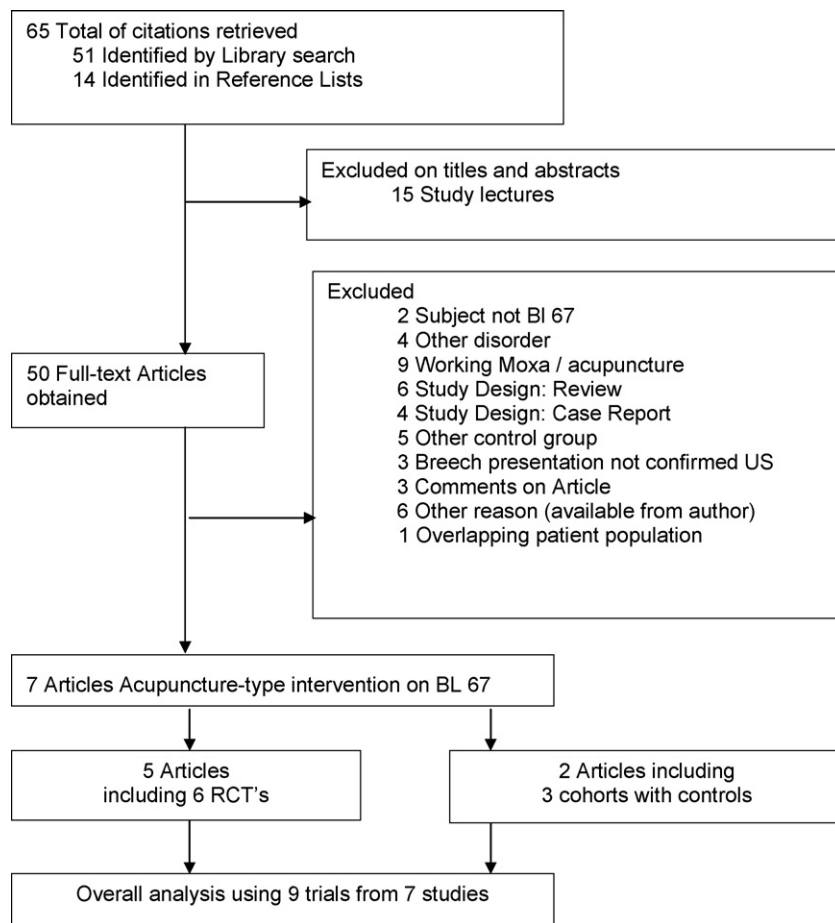 65 Total of citations retrieved
51 Identified by Library search
14 Identified in Reference Lists
Excluded on titles and abstracts
15 Study lectures
Excluded
2 Subject not Bl 67
4 Other disorder
9 Working Moxa / acupuncture
6 Study Design: Review
4 Study Design: Case Report
5 Other control group
3 Breech presentation not confirmed US
3 Comments on Article
6 Other reason (available from author)
1 Overlapping patient population
50 Full-text Articles
obtained
7 Articles Acupuncture-type intervention on BL 67
5 Articles
including 6 RCT's
2 Articles including
3 cohorts with controls
Overall analysis using 9 trials from 7 studies